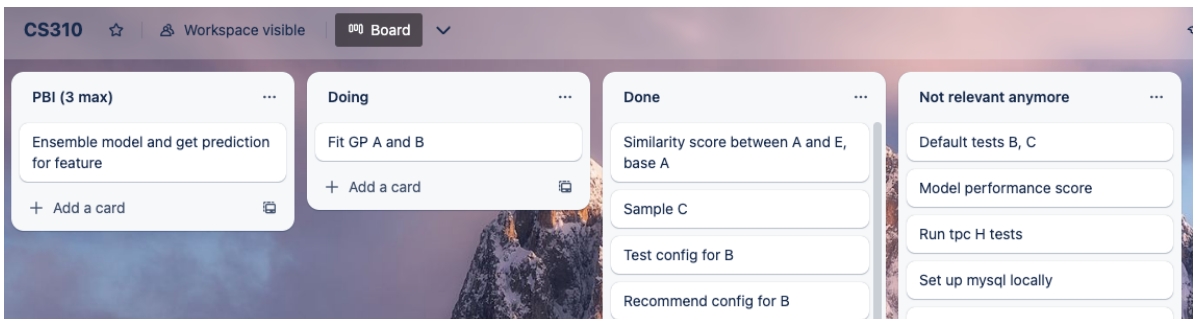 CS310 Workspace visible Board
PBI (3 max) ...
Ensemble model and get prediction
for feature
+ Add a card
Doing ...
Fit GP A and B
+ Add a card
Done ...
Similarity score between A and E,
base A
Sample C
Test config for B
Recommend config for B
Not relevant anymore ...
Default tests B, C
Model performance score
Run tpc H tests
Set up mysql locally